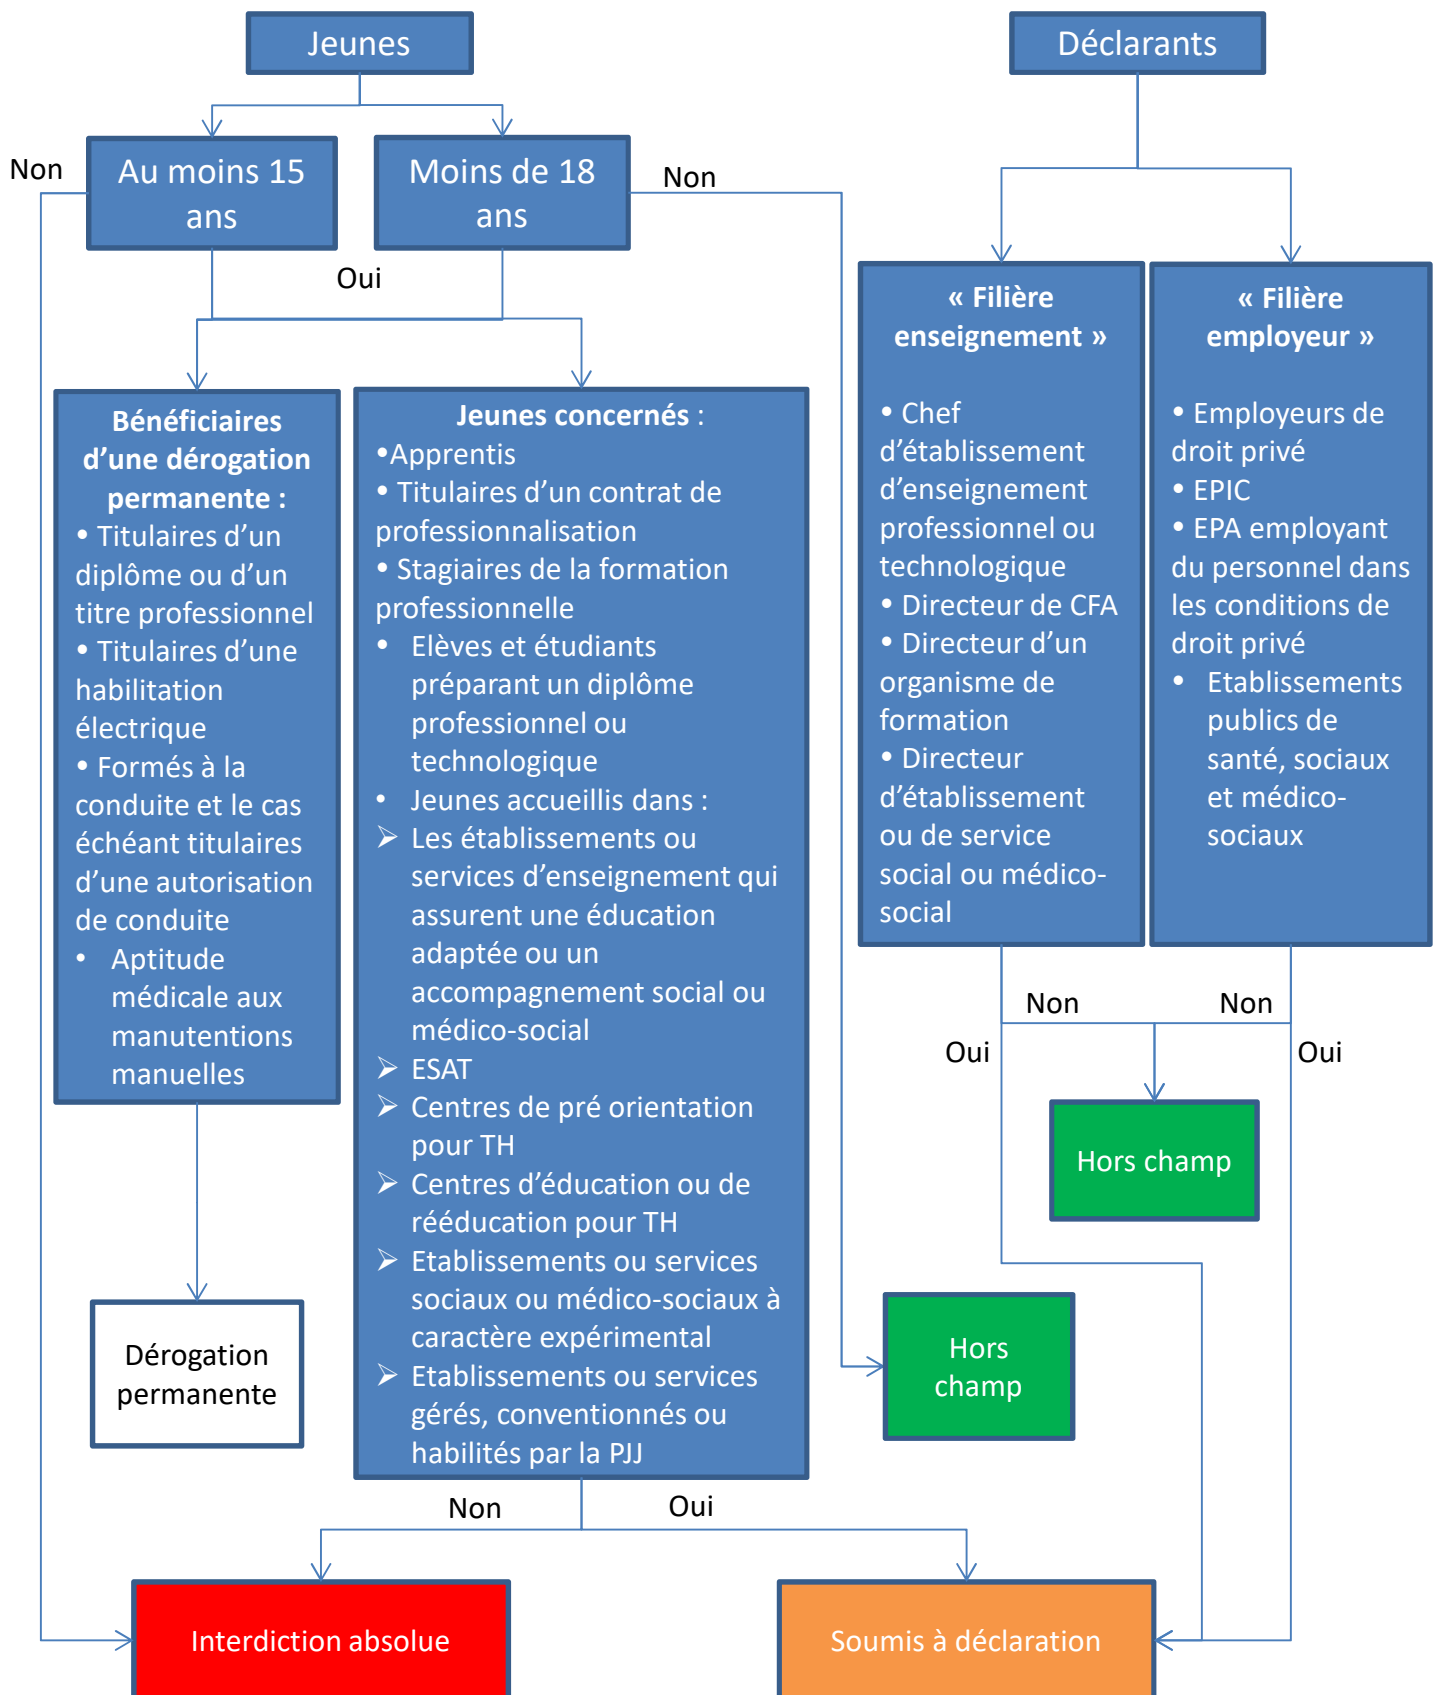 Jeunes
Déclarants
Non
Au moins 15
ans
Moins de 18
ans
Non
Oui
« Filière
enseignement »
• Chef
d’établissement
d’enseignement
professionnel ou
technologique
• Directeur de CFA
• Directeur d’un
organisme de
formation
• Directeur
d’établissement
ou de service
social ou médico-
social
« Filière
employeur »
• Employeurs de
droit privé
• EPIC
• EPA employant
du personnel dans
les conditions de
droit privé
• Etablissements
publics de
santé, sociaux
et médico-
sociaux
Bénéficiaires
d’une dérogation
permanente :
• Titulaires d’un
diplôme ou d’un
titre professionnel
• Titulaires d’une
habilitation
électrique
• Formés à la
conduite et le cas
échéant titulaires
d’une autorisation
de conduite
• Aptitude
médicale aux
manutentions
manuelles
Jeunes concernés :
•Apprentis
• Titulaires d’un contrat de
professionnalisation
• Stagiaires de la formation
professionnelle
• Elèves et étudiants
préparant un diplôme
professionnel ou
technologique
• Jeunes accueillis dans :
➢ Les établissements ou
services d’enseignement qui
assurent une éducation
adaptée ou un
accompagnement social ou
médico-social
➢ ESAT
➢ Centres de pré orientation
pour TH
➢ Centres d’éducation ou de
rééducation pour TH
➢ Etablissements ou services
sociaux ou médico-sociaux à
caractère expérimental
➢ Etablissements ou services
gérés, conventionnés ou
habilités par la PJJ
Non
Non
Oui
Oui
Hors champ
Dérogation
permanente
Hors
champ
Non
Oui
Interdiction absolue
Soumis à déclaration